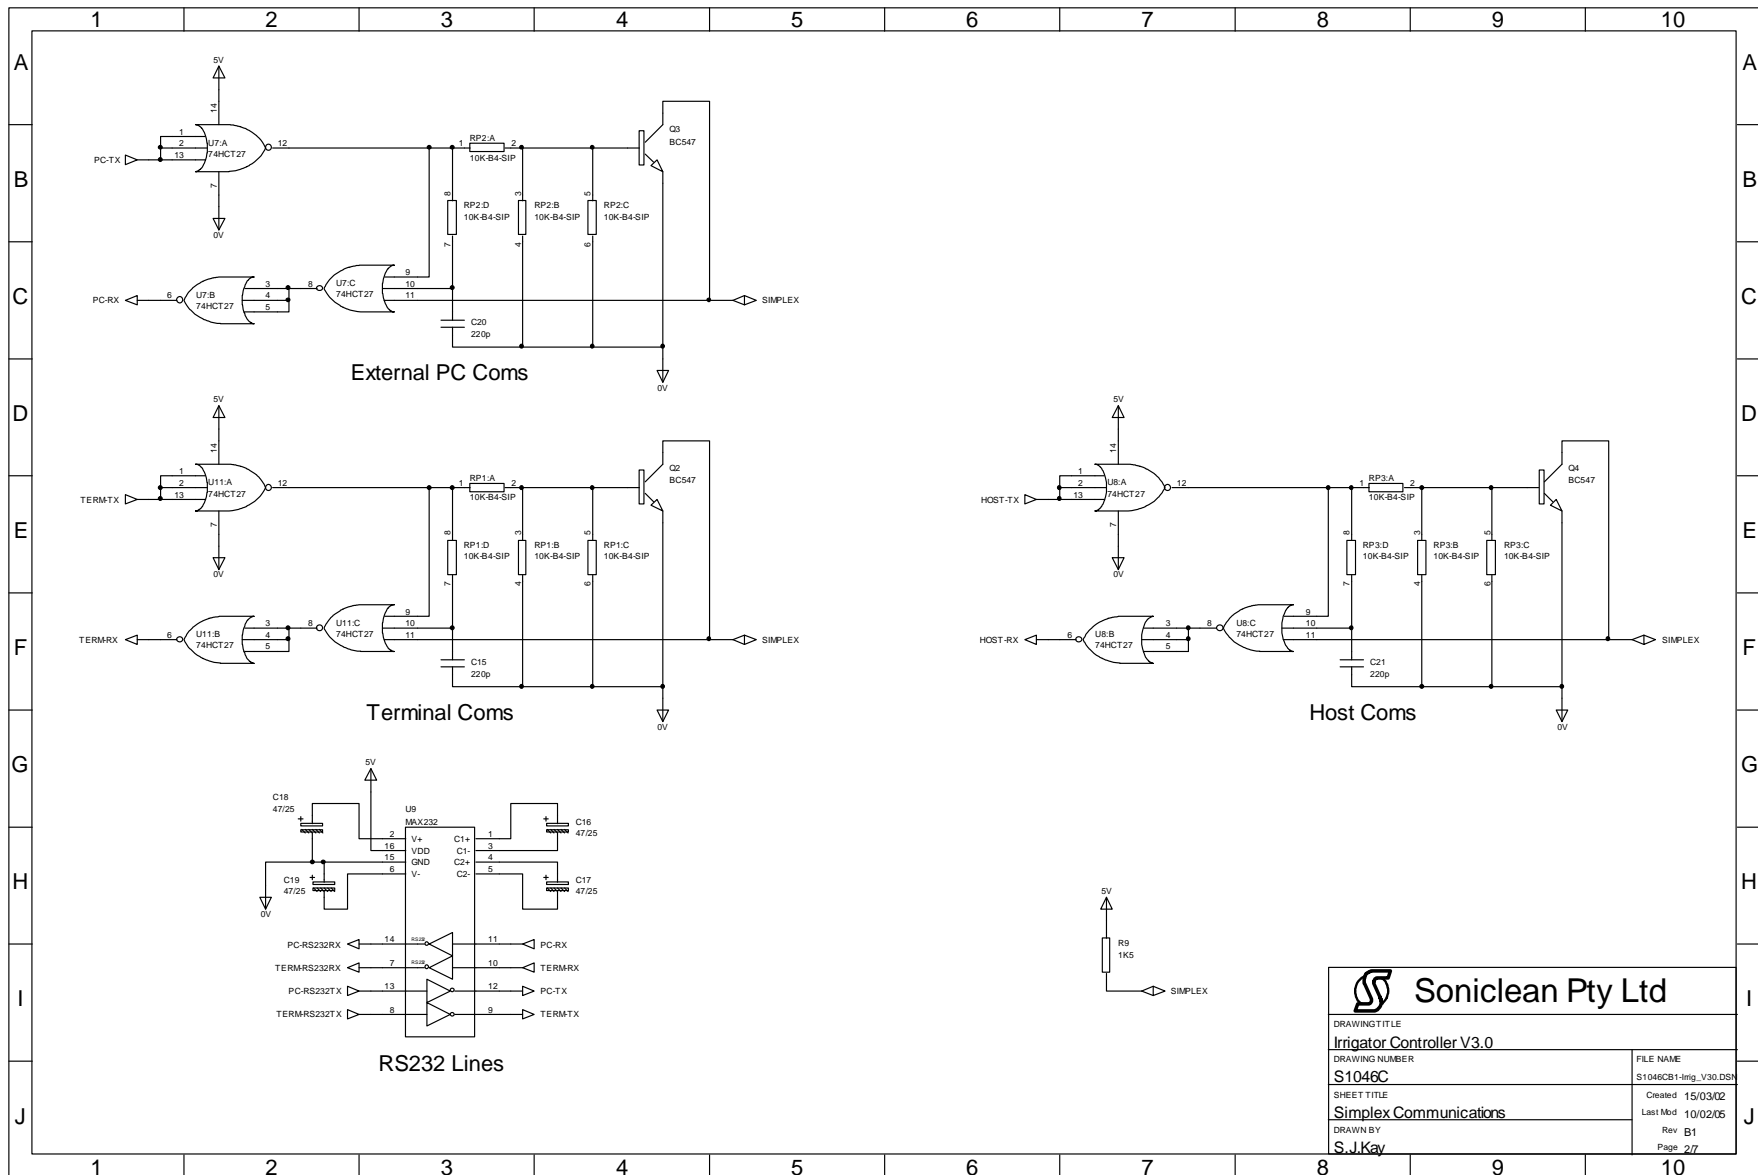 1 2 3 4 5 6 7 8 9 10
A A
5V
14
1
2
13
U7:A
74HCT27
12
PC-TX
7
0V
1 RP2:A 2
10K-B4-SIP
Q3
BC547
B B
8
RP2:D
10K-B4-SIP
7
3
RP2:B
10K-B4-SIP
4
5
RP2:C
10K-B4-SIP
6
C C
PC-RX
6
U7:B
74HCT27
3
4
5
8
U7:C
74HCT27
9
10
11
SIMPLEX
C20
220p
0V
External PC Coms
D D
5V
14
1
2
13
U11:A
74HCT27
12
TERM-TX
7
0V
1 RP1:A 2
10K-B4-SIP
Q2
BC547
E E
8
RP1:D
10K-B4-SIP
7
3
RP1:B
10K-B4-SIP
4
5
RP1:C
10K-B4-SIP
6
F F
TERM-RX
6
U11:B
74HCT27
3
4
5
8
U11:C
74HCT27
9
10
11
SIMPLEX
C15
220p
0V
Terminal Coms
5V
14
1
2
13
U8:A
74HCT27
12
HOST-TX
7
0V
1 RP3:A 2
10K-B4-SIP
Q4
BC547
8
RP3:D
10K-B4-SIP
7
3
RP3:B
10K-B4-SIP
4
5
RP3:C
10K-B4-SIP
6
HOST-RX
6
U8:B
74HCT27
3
4
5
8
U8:C
74HCT27
9
10
11
SIMPLEX
C21
220p
0V
Host Coms
G G
5V
C18
47/25
+
U9
MAX232
2 V+ C1+ 1
16 VDD C1- 3
15 GND C2+ 4
6 V- C2- 5
+
C16
47/25
H H
C19
47/25
+
+
C17
47/25
0V
PC-RS232RX 14 11 PC-RX
TERM-RS232RX 7 10 TERM-RX
PC-RS232TX 13 12 PC-TX
TERM-RS232TX 8 9 TERM-TX
RS232 Lines
5V
R9
1K5
SIMPLEX
I I
Soniclean Pty Ltd
DRAWING TITLE
Irrigator Controller V3.0
DRAWING NUMBER
S1046C
FILE NAME
S1046CB1-Irrig_V30.DSN
SHEET TITLE
Simplex Communications
Created 15/03/02
Last Mod 10/02/05
DRAWN BY
S.J.Kay
Rev B1
Page 2/7
J J
1 2 3 4 5 6 7 8 9 10